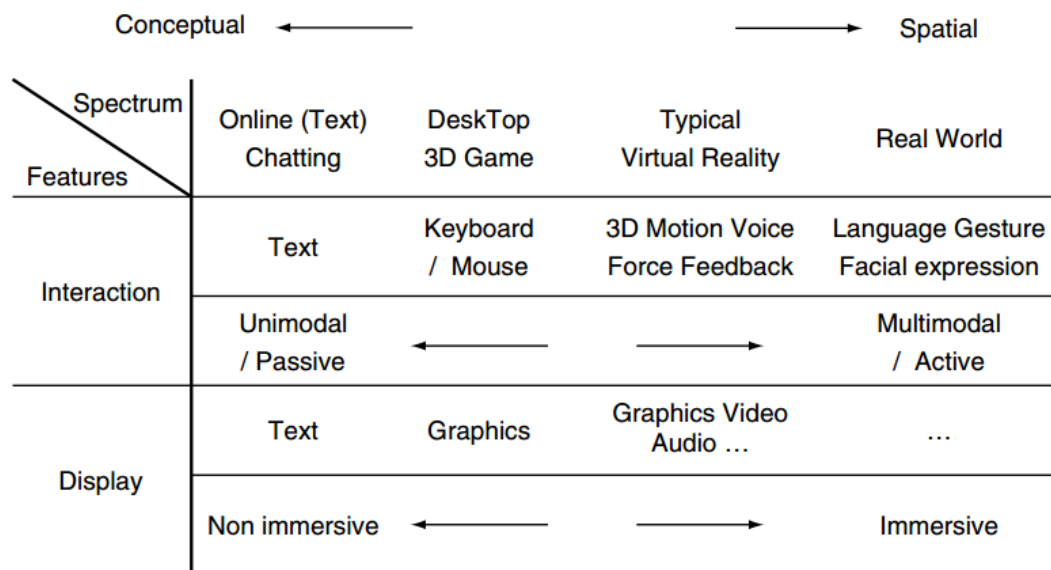 Conceptual Spatial
Spectrum
Features
Online (Text)
Chatting
DeskTop
3D Game
Typical
Virtual Reality
Real World
Interaction
Text
Keyboard
/ Mouse
3D Motion Voice
Force Feedback
Language Gesture
Facial expression
Unimodal
/ Passive
Multimodal
/ Active
Display
Text
Graphics
Graphics Video
Audio ...
...
Non immersive
Immersive